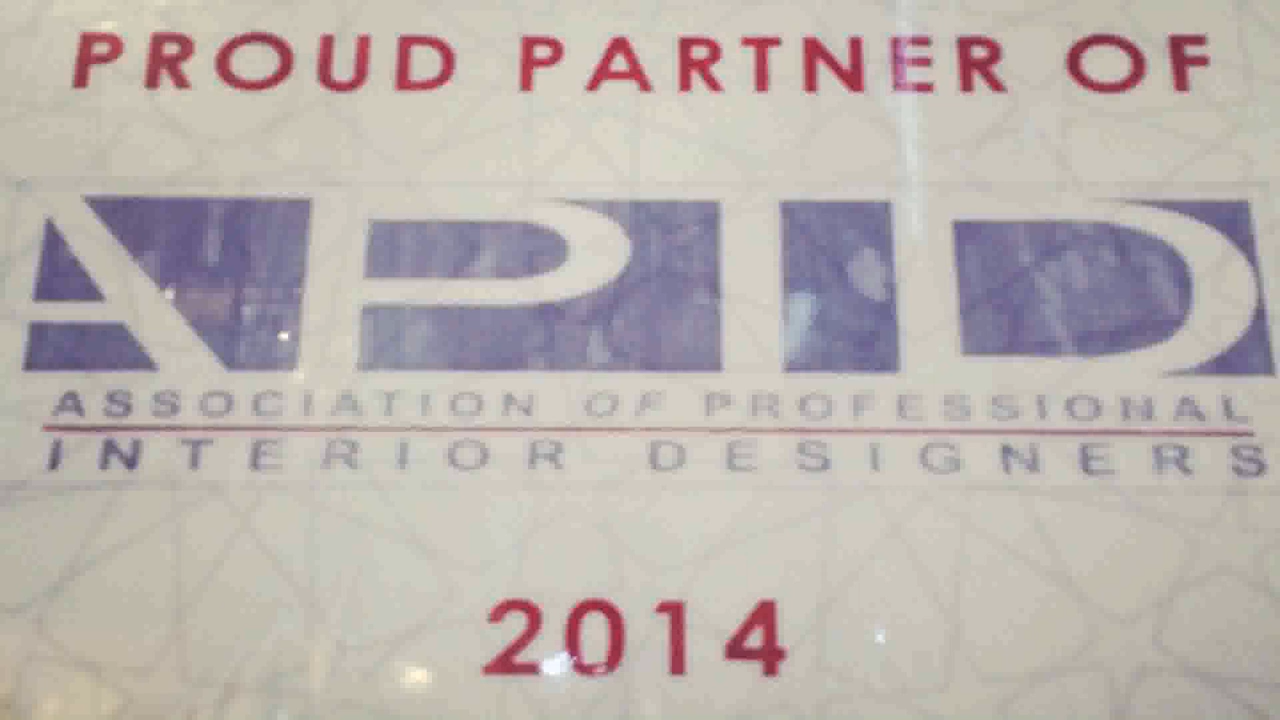 PROUD PARTNER OF
APID
ASSOCIATION OF PROFESSIONAL
INTERIOR DESIGNERS
2014